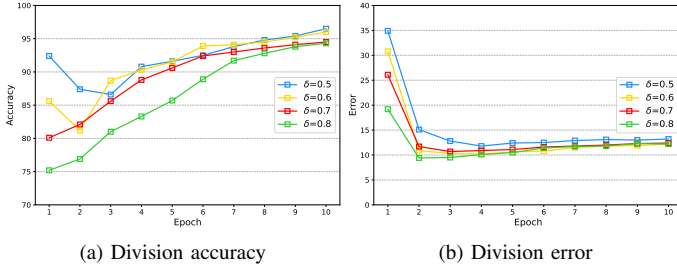 100
95
90
85
80
75
70
Accuracy
1 2 3 4 5 6 7 8 9 10
Epoch
δ=0.5
δ=0.6
δ=0.7
δ=0.8
(a) Division accuracy
40
35
30
25
20
15
10
5
0
Error
1 2 3 4 5 6 7 8 9 10
Epoch
δ=0.5
δ=0.6
δ=0.7
δ=0.8
(b) Division error